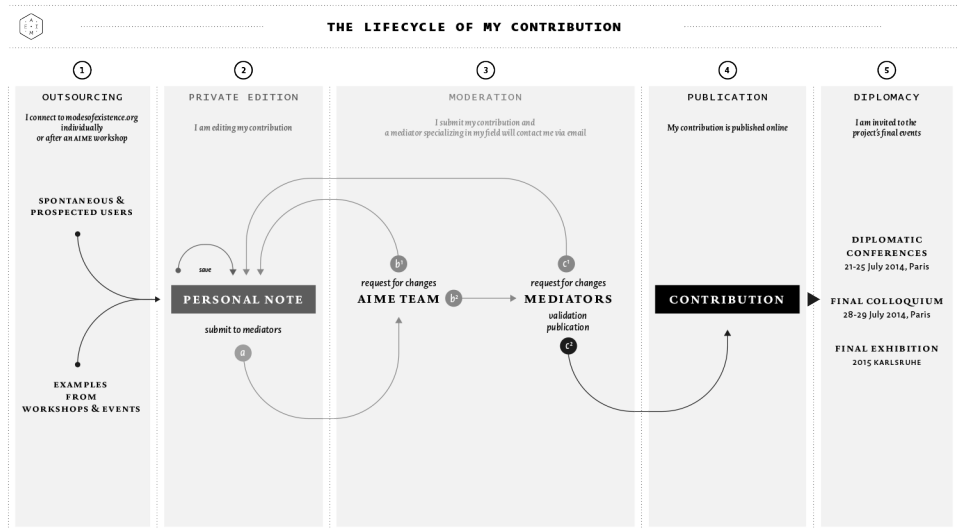 A
E • I
M
THE LIFECYCLE OF MY CONTRIBUTION
1
2
3
4
5
OUTSOURCING
I connect to modesofexistence.org
individually
or after an AIME workshop
PRIVATE EDITION
I am editing my contribution
MODERATION
I submit my contribution and
a mediator specializing in my field will contact me via email
PUBLICATION
My contribution is published online
DIPLOMACY
I am invited to the
project's final events
SPONTANEOUS &
PROSPECTED USERS
EXAMPLES
FROM
WORKSHOPS & EVENTS
save
PERSONAL NOTE
submit to mediators
a
b¹
request for changes
AIME TEAM
b²
c¹
request for changes
MEDIATORS
validation
publication
c²
CONTRIBUTION
DIPLOMATIC
CONFERENCES
21-25 July 2014, Paris
FINAL COLLOQUIUM
28-29 July 2014, Paris
FINAL EXHIBITION
2015 KARLSRUHE